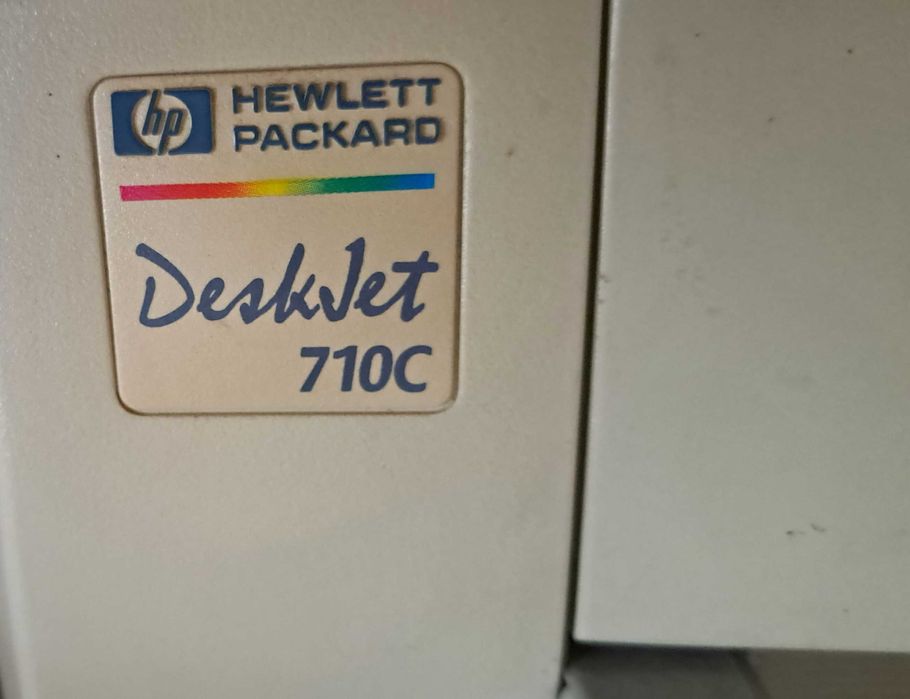 hp HEWLETT
PACKARD
DeskJet
710C